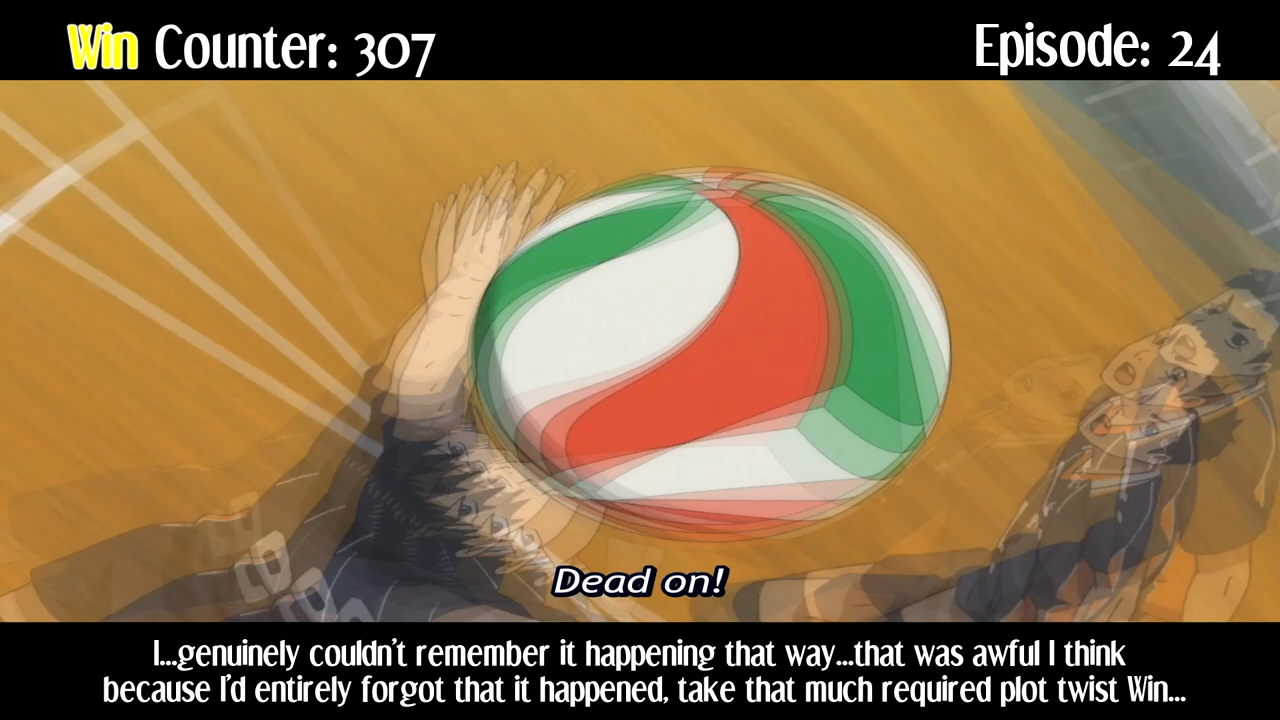 Win Counter: 307
Episode: 24
Dead on!
I...genuinely couldn't remember it happening that way...that was awful I think
because I'd entirely forgot that it happened, take that much required plot twist Win...